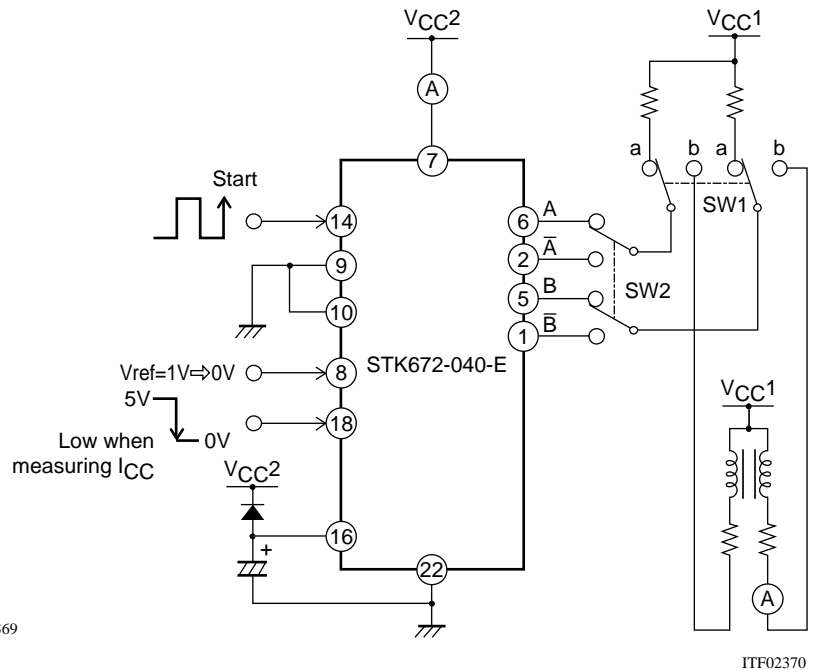 VCC2
VCC1
A
7
a
b
a
b
Start
SW1
14
6
A
9
2
A̅
SW2
5
B
10
1
B̅
STK672-040-E
Vref=1V⇨0V
8
5V
18
0V
Low when
measuring ICC
VCC1
VCC2
16
+
22
A
ITF02370